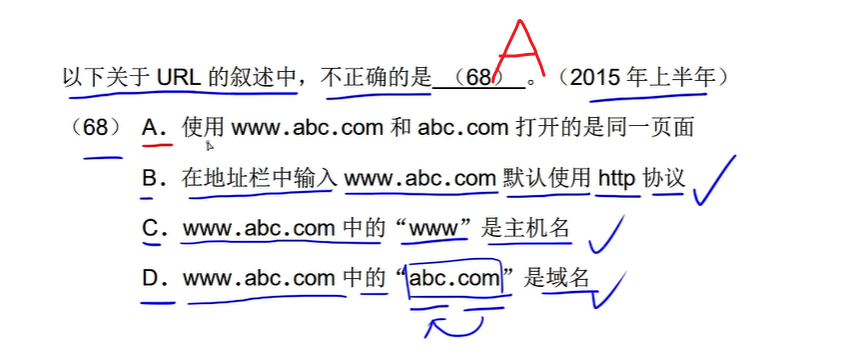 A
以下关于 URL 的叙述中，不正确的是 （68） 。（2015 年上半年）
（68） A. 使用 www.abc.com 和 abc.com 打开的是同一页面
B. 在地址栏中输入 www.abc.com 默认使用 http 协议
C. www.abc.com 中的“www”是主机名
D. www.abc.com 中的“abc.com”是域名